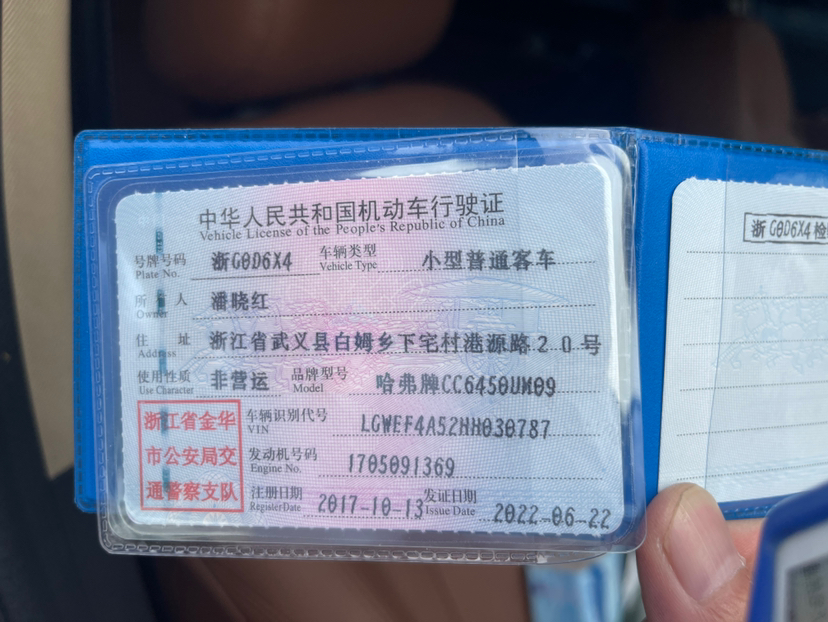 中华人民共和国机动车行驶证
Vehicle License of the People's Republic of China
号牌号码 浙G0D6X4 车辆类型 小型普通客车
Plate No. Vehicle Type
所有人 潘晓红
Owner
住址 浙江省武义县白姆乡下宅村港源路20号
Address
使用性质 非营运 品牌型号 哈弗牌CC6450UM09
Use Character Model
浙江省金华
市公安局交
通警察支队
车辆识别代号 LGWEF4A52HH030787
VIN
发动机号码 1705091369
Engine No.
注册日期 2017-10-13 发证日期 2022-06-22
Register Date Issue Date
浙G0D6X4